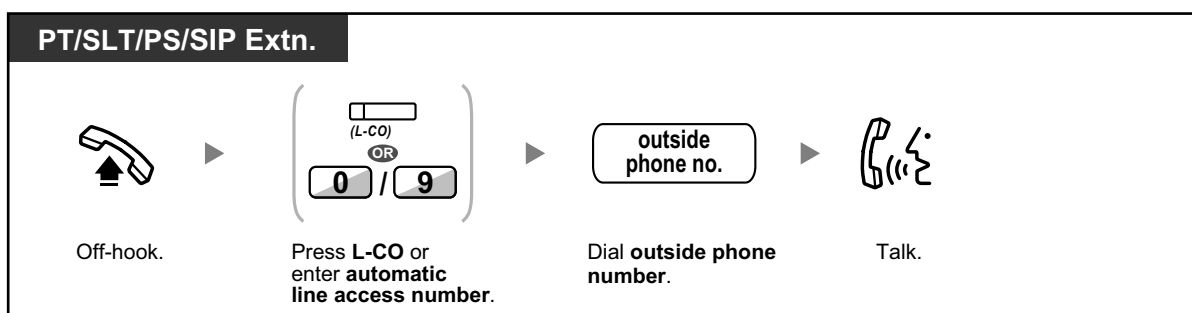 PT/SLT/PS/SIP Extn.
(L-CO)
OR
0 / 9
outside
phone no.
Off-hook.
Press L-CO or
enter automatic
line access number.
Dial outside phone
number.
Talk.